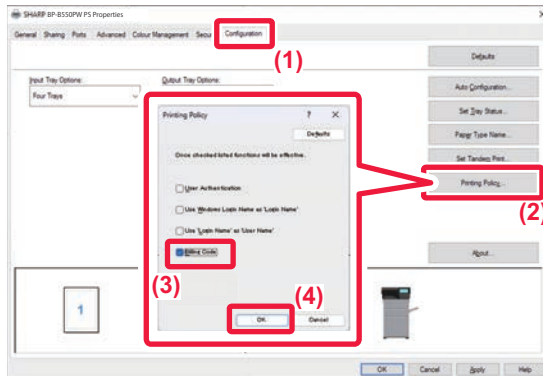 SHARP BP-B550PW PS Properties
General Sharing Ports Advanced Colour Management Secur Configuration
(1)
Defaults
Input Tray Options:
Output Tray Options:
Four Trays
Auto Configuration...
Set Tray Status...
Paper Type Name...
Set Tandem Print...
Printing Policy...
(2)
About...
Printing Policy ? X
Defaults
Once checked listed functions will be effective.
User Authentication
Use Windows Login Name as 'Login Name'
Use 'Login Name' as 'User Name'
Billing Code
(3)
(4)
OK Cancel
1
OK Cancel Apply Help